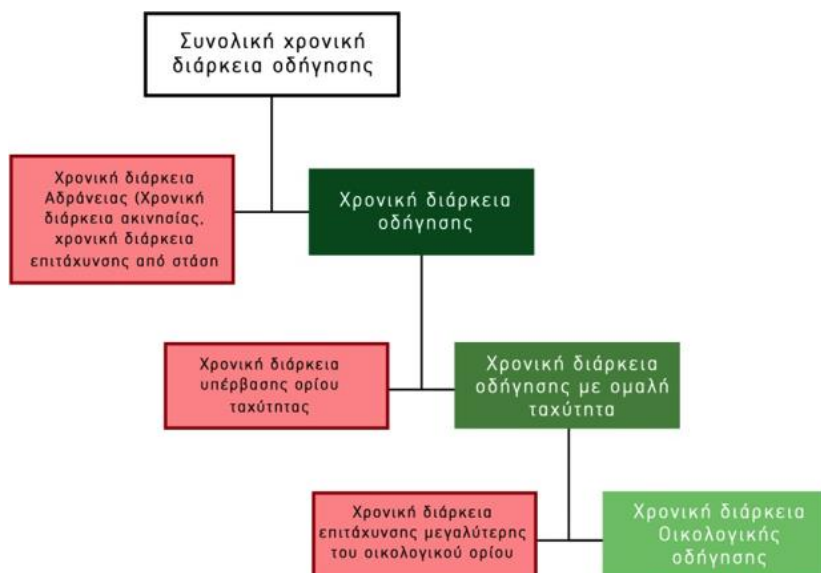 Συνολική χρονική
διάρκεια οδήγησης
Χρονική διάρκεια
Αδράνειας (Χρονική
διάρκεια ακινησίας,
χρονική διάρκεια
επιτάχυνσης από στάση
Χρονική διάρκεια
οδήγησης
Χρονική διάρκεια
υπέρβασης ορίου
ταχύτητας
Χρονική διάρκεια
οδήγησης με ομαλή
ταχύτητα
Χρονική διάρκεια
επιτάχυνσης μεγαλύτερης
του οικολογικού ορίου
Χρονική διάρκεια
Οικολογικής
οδήγησης